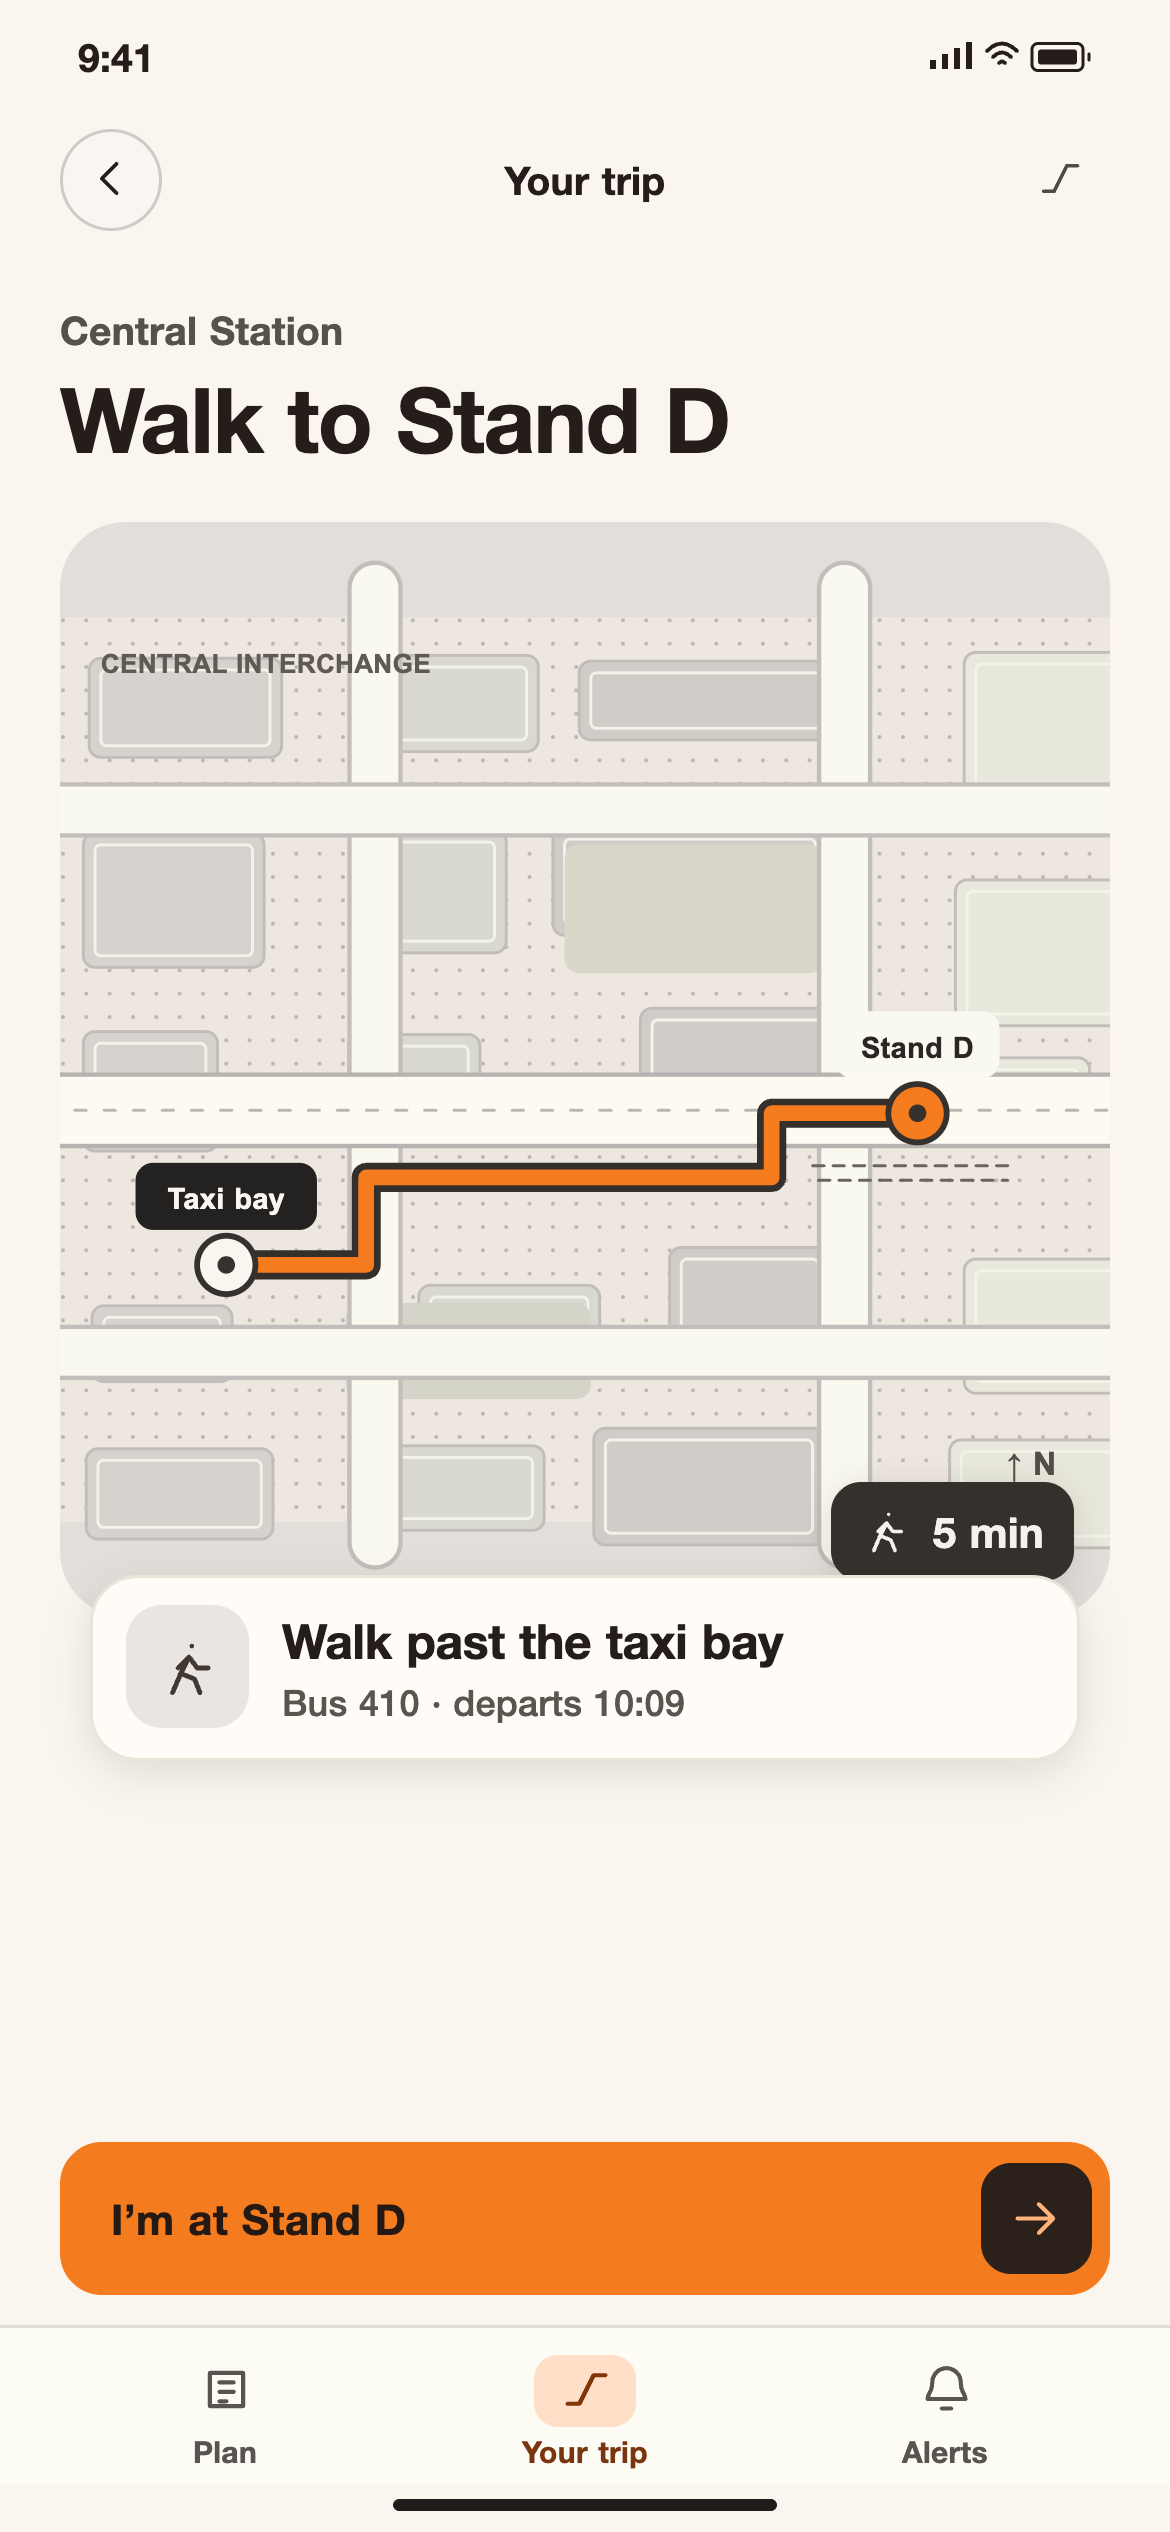 9:41
Your trip
Central Station
Walk to Stand D
CENTRAL INTERCHANGE
Stand D
Taxi bay
↑ N
5 min
Walk past the taxi bay
Bus 410 · departs 10:09
I’m at Stand D
Plan
Your trip
Alerts